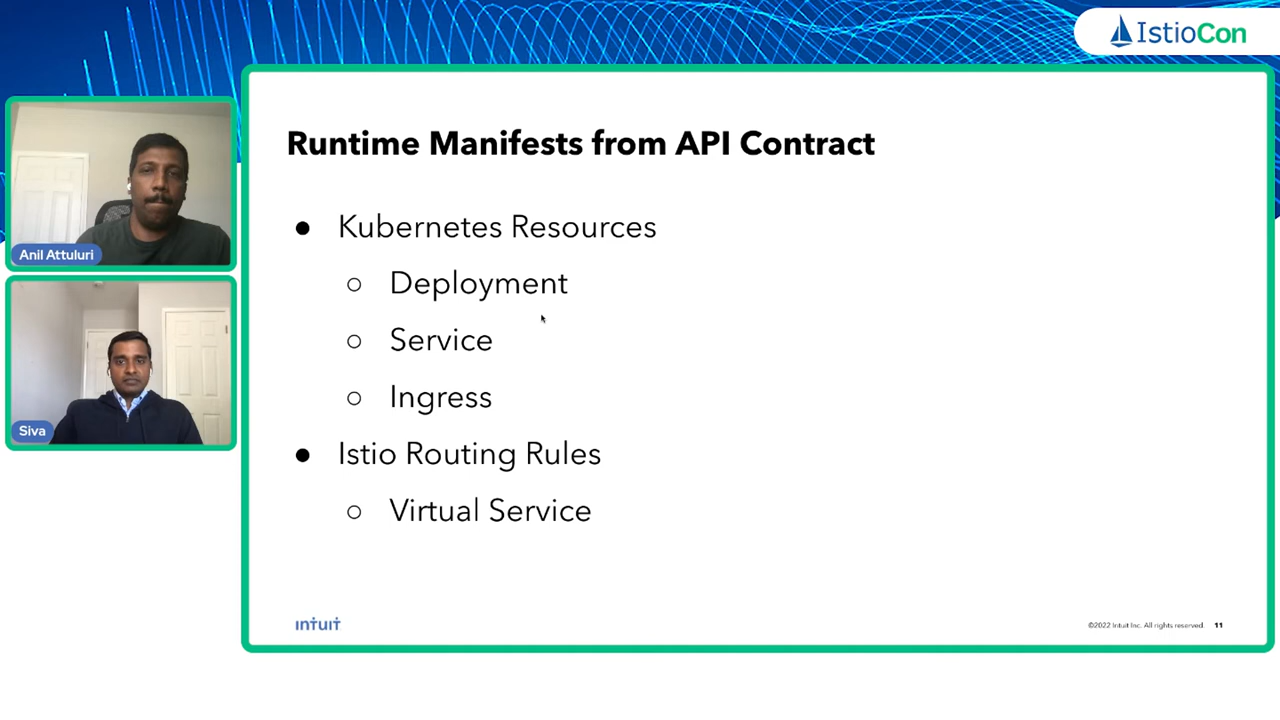 IstioCon
Anil Attuluri
Siva
Runtime Manifests from API Contract
● Kubernetes Resources
○ Deployment
○ Service
○ Ingress
● Istio Routing Rules
○ Virtual Service
intuit
©2022 Intuit Inc. All rights reserved. 11